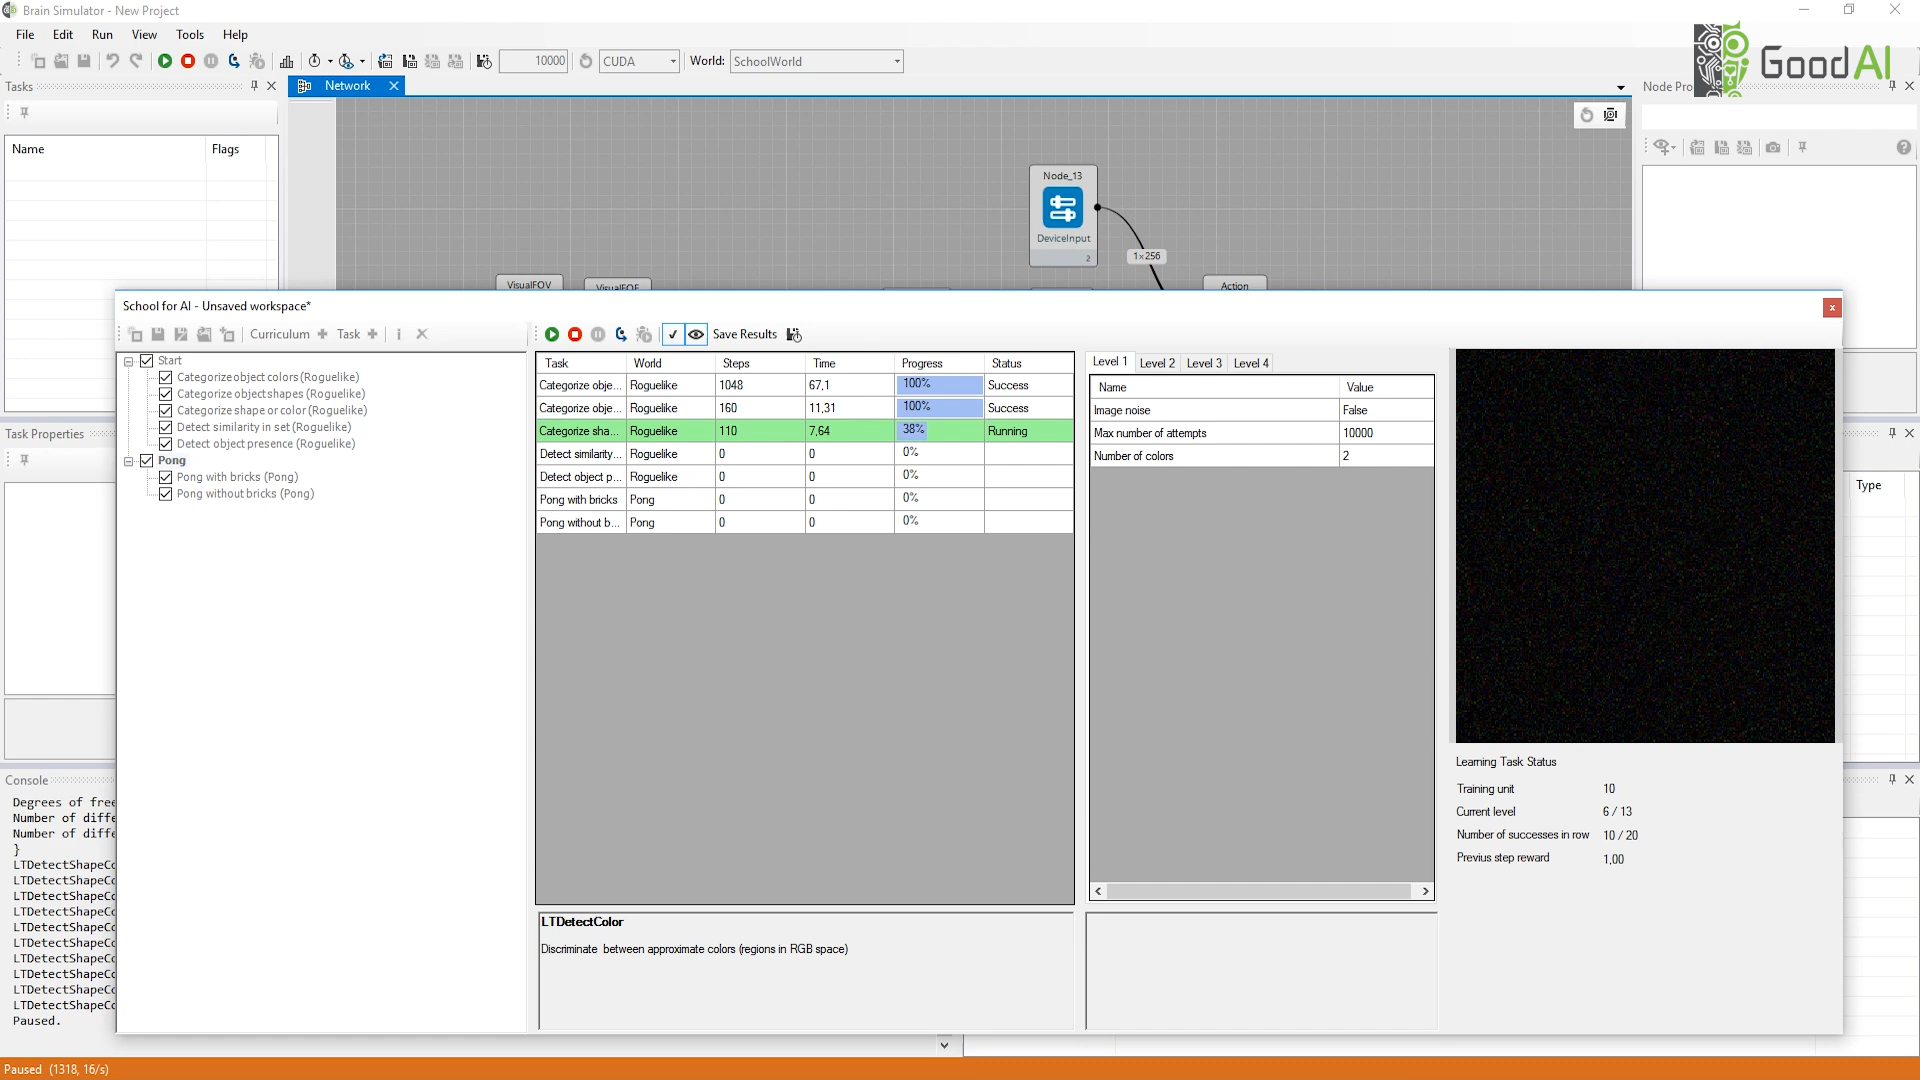 Brain Simulator - New Project
File Edit Run View Tools Help
GoodAI
10000 CUDA World: SchoolWorld
Tasks
Network
Node Pro
Name Flags
Node_13
DeviceInput
2
1×256
VisualFOV
VisualFOF
Action
School for AI - Unsaved workspace*
Curriculum Task Save Results
Start
Categorize object colors (Roguelike)
Categorize object shapes (Roguelike)
Categorize shape or color (Roguelike)
Detect similarity in set (Roguelike)
Detect object presence (Roguelike)
Pong
Pong with bricks (Pong)
Pong without bricks (Pong)
Task World Steps Time Progress Status
Categorize obje... Roguelike 1048 67,1 100% Success
Categorize obje... Roguelike 160 11,31 100% Success
Categorize sha... Roguelike 110 7,64 38% Running
Detect similarity... Roguelike 0 0 0%
Detect object p... Roguelike 0 0 0%
Pong with bricks Pong 0 0 0%
Pong without b... Pong 0 0 0%
LTDetectColor
Discriminate between approximate colors (regions in RGB space)
Level 1 Level 2 Level 3 Level 4
Name Value
Image noise False
Max number of attempts 10000
Number of colors 2
Learning Task Status
Training unit 10
Current level 6 / 13
Number of successes in row 10 / 20
Previus step reward 1,00
Task Properties
Type
Console
Degrees of free
Number of diffe
Number of diffe
}
LTDetectShapeCo
LTDetectShapeCo
LTDetectShapeCo
LTDetectShapeCo
LTDetectShapeCo
LTDetectShapeCo
LTDetectShapeCo
LTDetectShapeCo
LTDetectShapeCo
LTDetectShapeCo
Paused.
Paused (1318, 16/s)